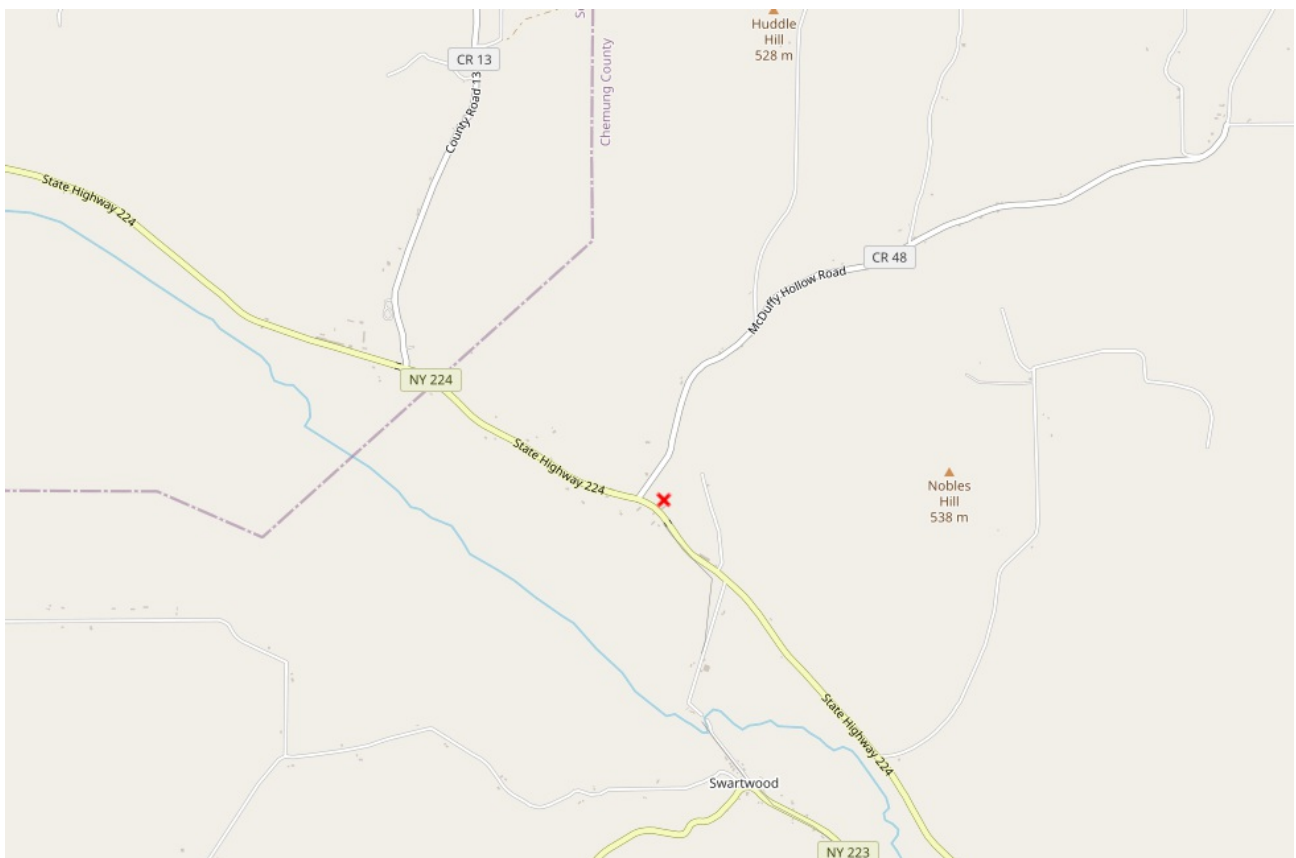 Huddle
Hill
528 m
CR 13
County Road 13
Chemung County
State Highway 224
CR 48
McDuffy Hollow Road
NY 224
State Highway 224
Nobles
Hill
538 m
State Highway 224
Swartwood
NY 223